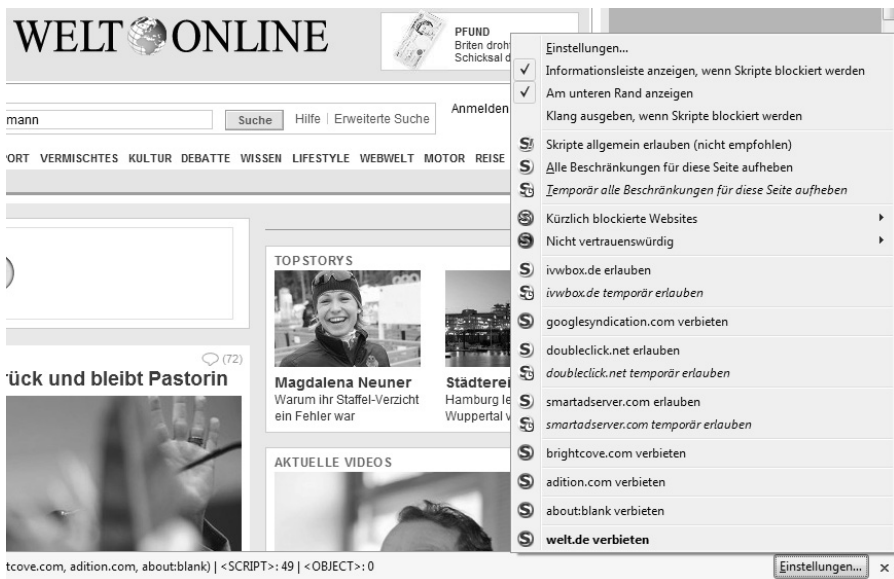 WELT ONLINE
PFUND
Briten droh
Schicksal d
mann
Suche
Hilfe | Erweiterte Suche
Anmelden
ORT VERMISCHTES KULTUR DEBATTE WISSEN LIFESTYLE WEBWELT MOTOR REISE
TOPSTORYS
(72)
rück und bleibt Pastorin
Magdalena Neuner
Warum ihr Staffel-Verzicht
ein Fehler war
Städterei
Hamburg le
Wuppertal v
AKTUELLE VIDEOS
Einstellungen...
Informationsleiste anzeigen, wenn Skripte blockiert werden
Am unteren Rand anzeigen
Klang ausgeben, wenn Skripte blockiert werden
Skripte allgemein erlauben (nicht empfohlen)
Alle Beschränkungen für diese Seite aufheben
Temporär alle Beschränkungen für diese Seite aufheben
Kürzlich blockierte Websites
Nicht vertrauenswürdig
ivwbox.de erlauben
ivwbox.de temporär erlauben
googlesyndication.com verbieten
doubleclick.net erlauben
doubleclick.net temporär erlauben
smartadserver.com erlauben
smartadserver.com temporär erlauben
brightcove.com verbieten
adition.com verbieten
about:blank verbieten
welt.de verbieten
tcove.com, adition.com, about:blank) | <SCRIPT>: 49 | <OBJECT>: 0
Einstellungen...